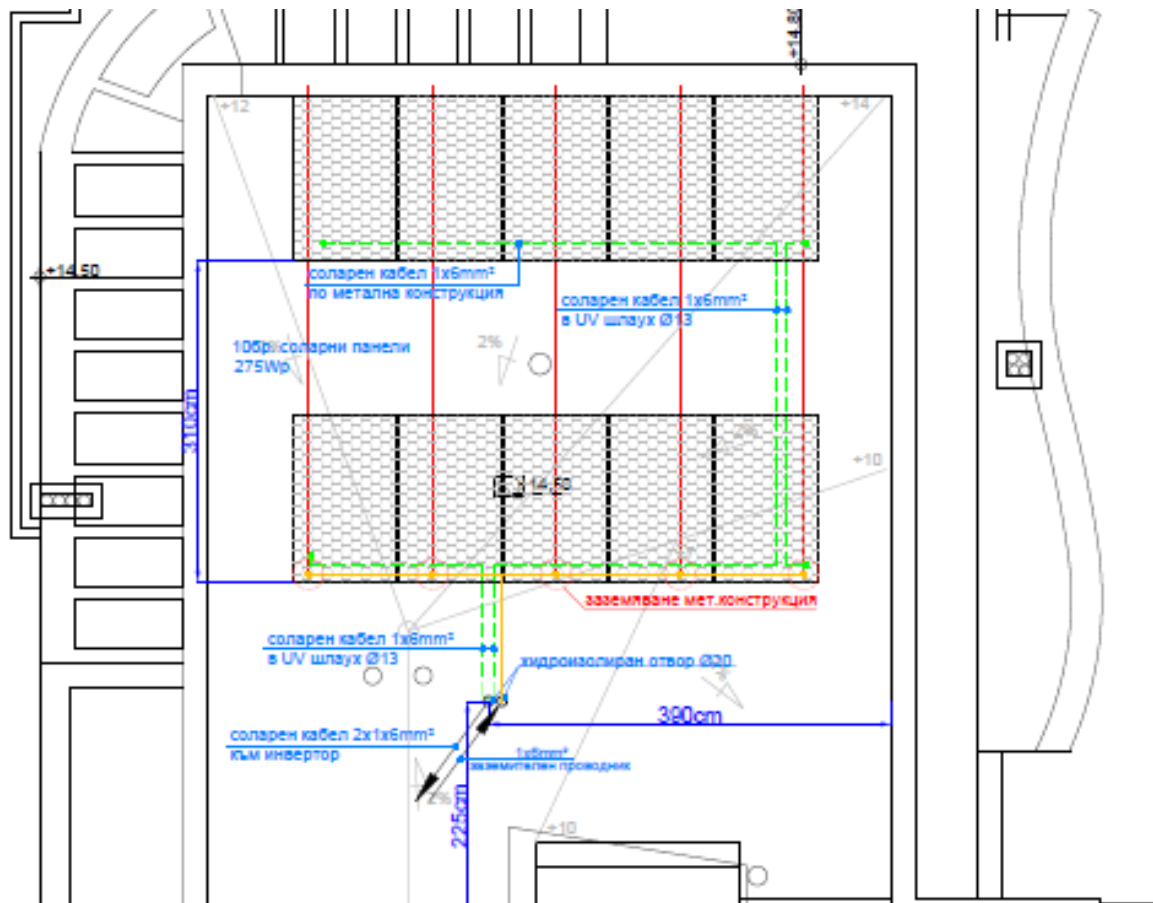 +14.80
+12
+14
+14.50
соларен кабел 1x6mm²
по метална конструкция
соларен кабел 1x6mm²
в UV шлаух Ø13
10бр. соларни панели
275Wp
2%
310cm
2%
+10
+14,50
заземяване мет.конструкция
соларен кабел 1x6mm²
в UV шлаух Ø13
хидроизолиран отвор Ø20
390cm
соларен кабел 2x1x6mm²
към инвертор
1x6mm²
заземителен проводник
2%
225cm
+10